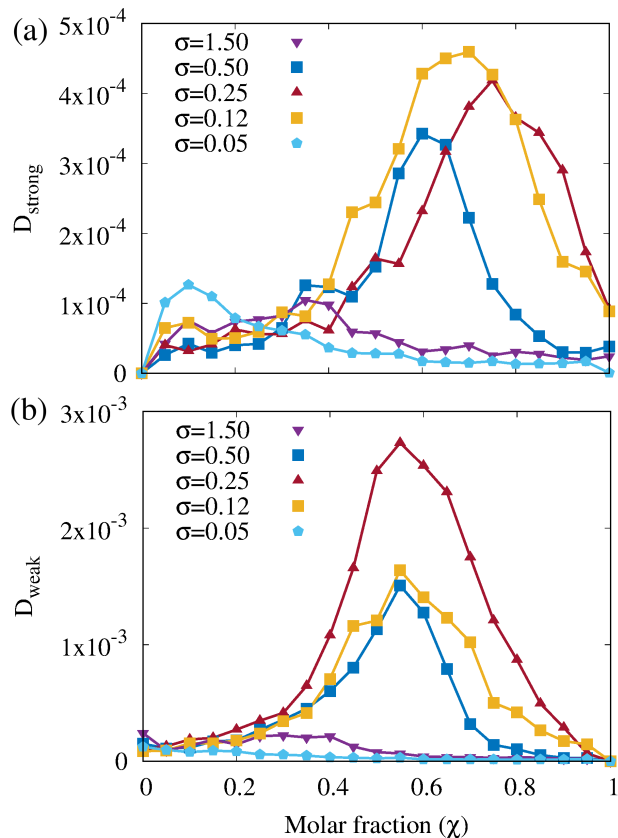 (a)
5x10-4
4x10-4
3x10-4
2x10-4
1x10-4
0
Dstrong
σ=1.50
σ=0.50
σ=0.25
σ=0.12
σ=0.05
(b)
3x10-3
2x10-3
1x10-3
0
Dweak
σ=1.50
σ=0.50
σ=0.25
σ=0.12
σ=0.05
0 0.2 0.4 0.6 0.8 1
Molar fraction (χ)